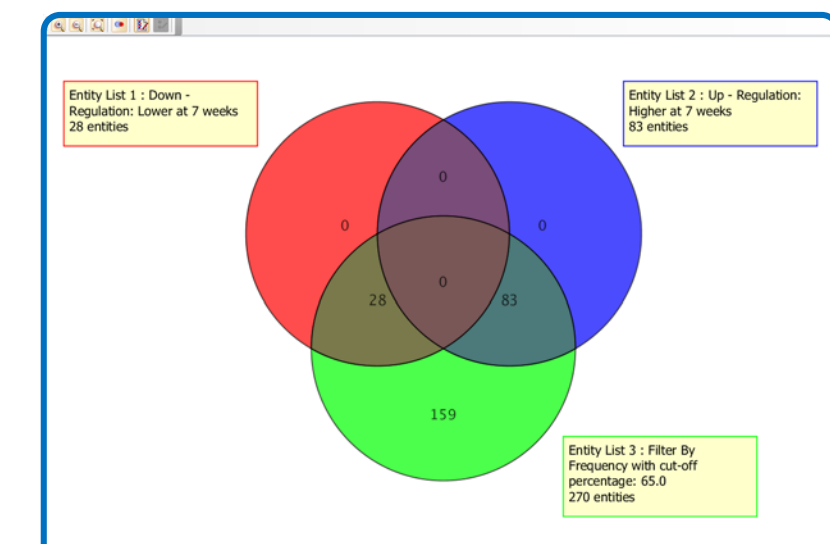 Entity List 1 : Down -
Regulation: Lower at 7 weeks
28 entities
Entity List 2 : Up - Regulation:
Higher at 7 weeks
83 entities
0
0
0
0
28
83
159
Entity List 3 : Filter By
Frequency with cut-off
percentage: 65.0
270 entities